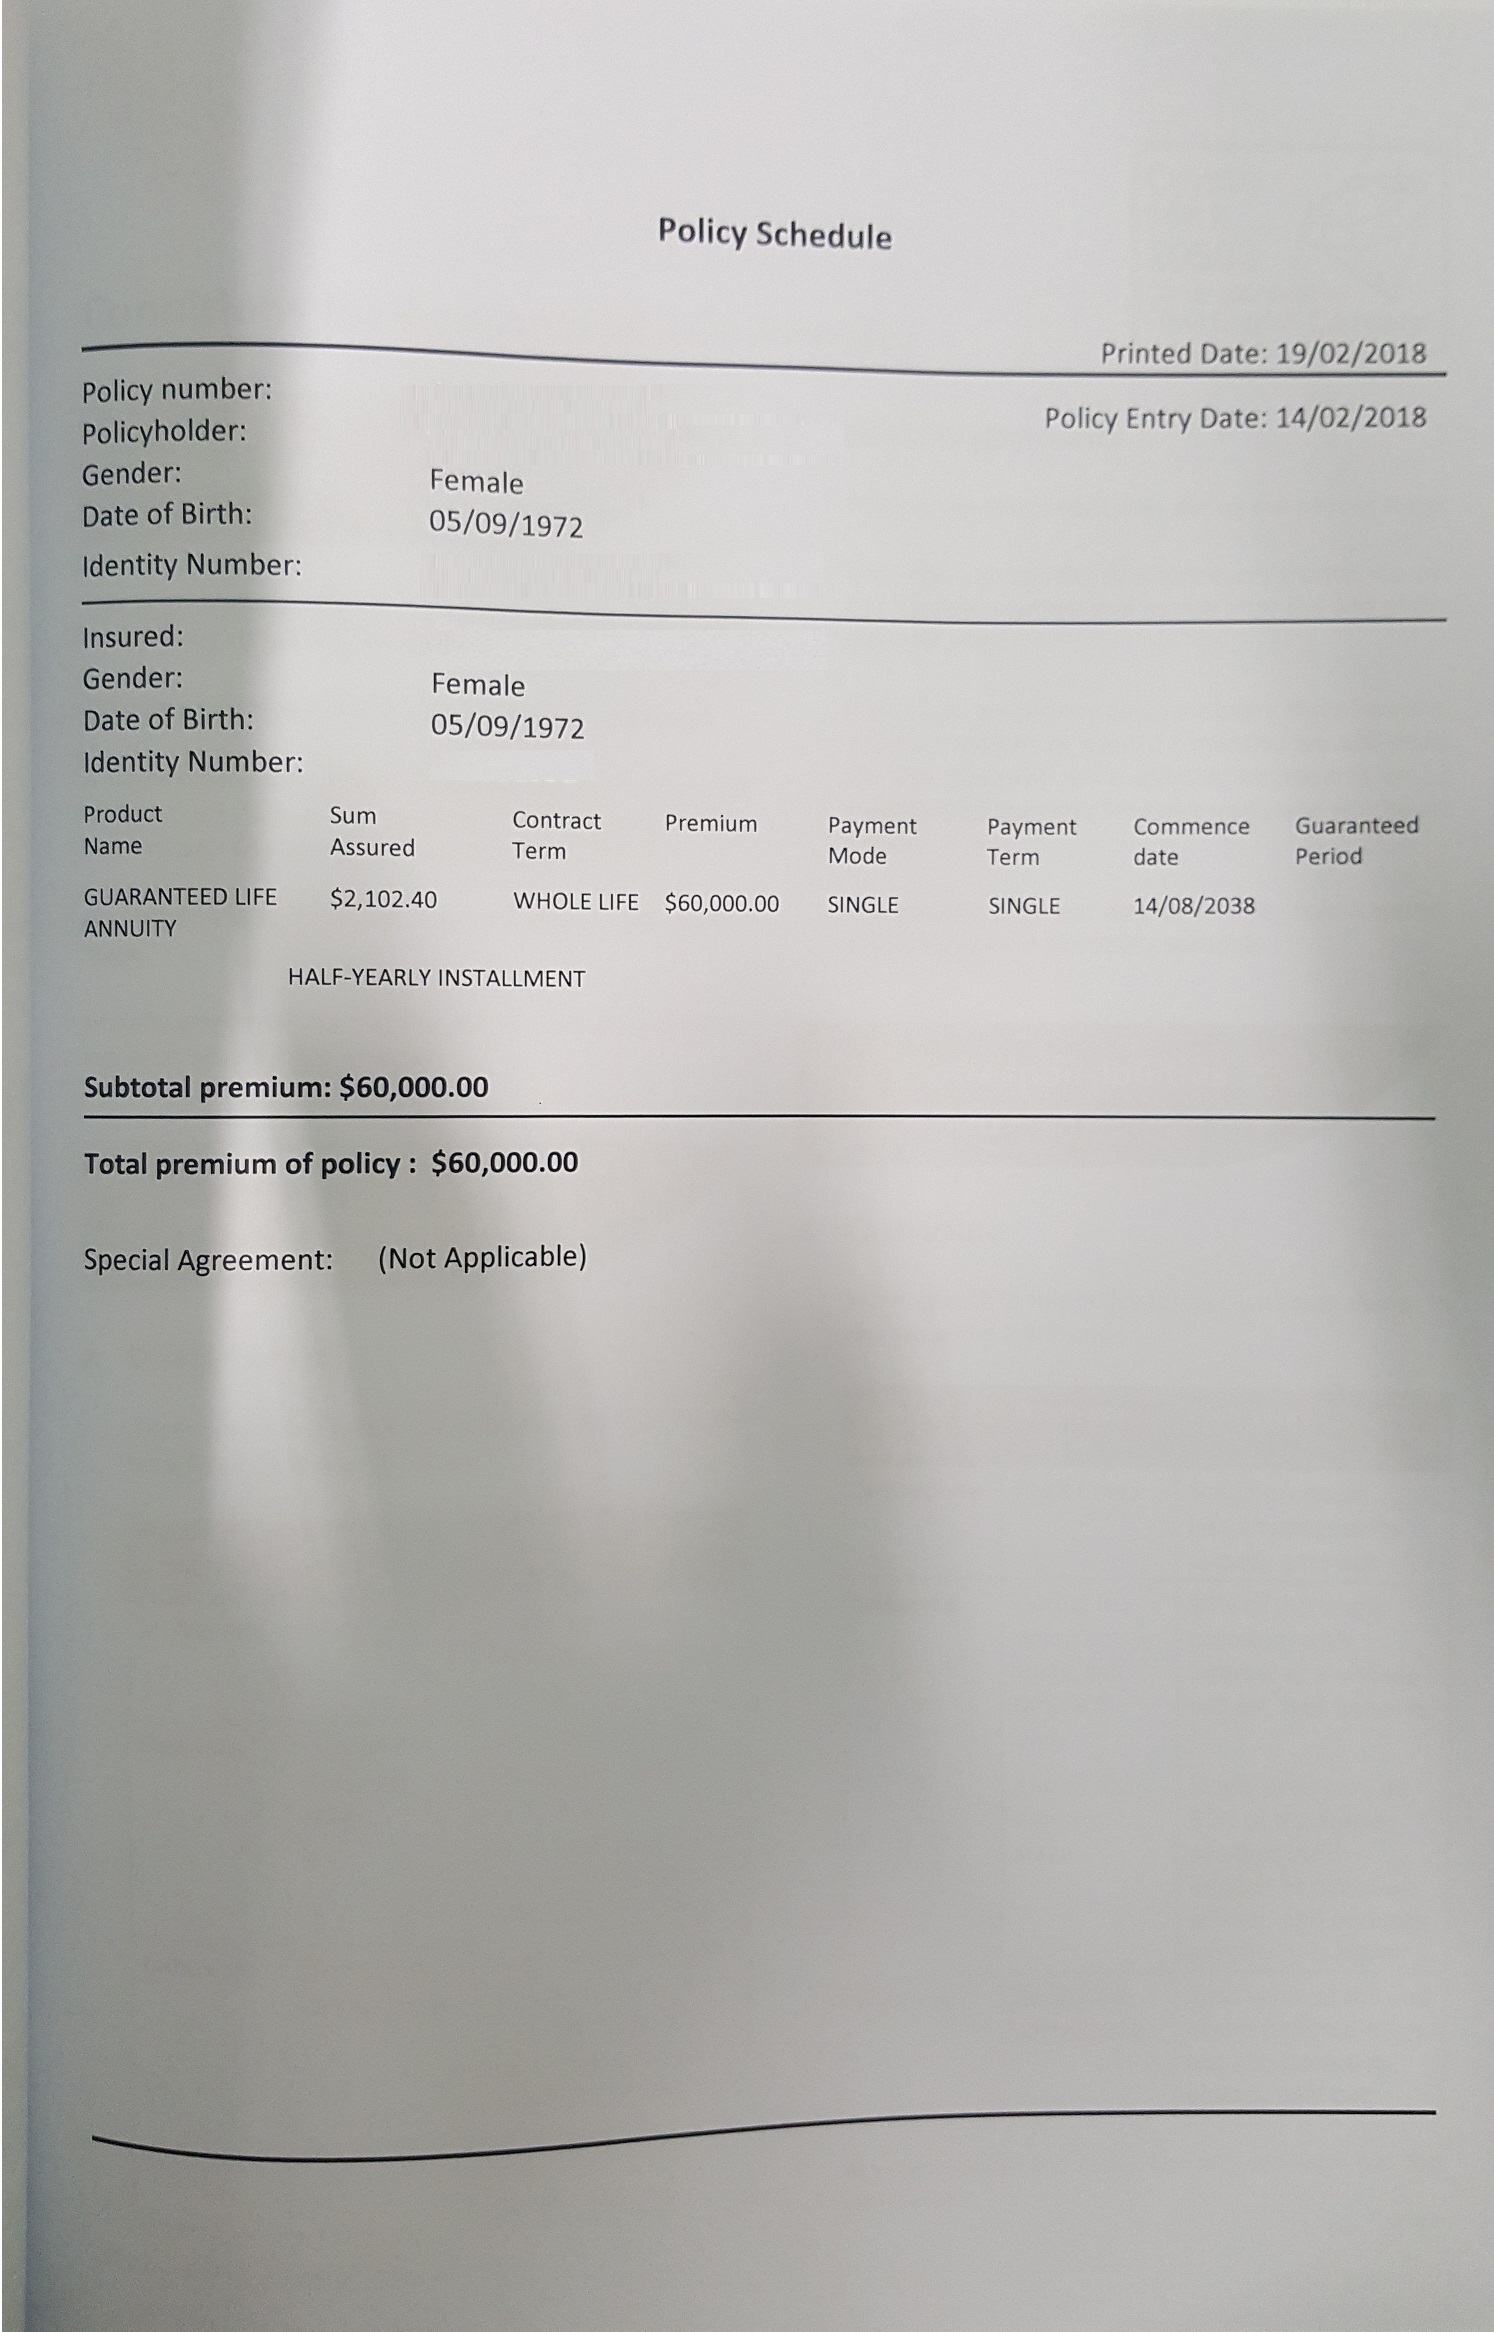 Policy Schedule
Printed Date: 19/02/2018
Policy number:
Policy Entry Date: 14/02/2018
Policyholder:
Gender: Female
Date of Birth: 05/09/1972
Identity Number:
Insured:
Gender: Female
Date of Birth: 05/09/1972
Identity Number:
Product Sum Contract Premium Payment Payment Commence Guaranteed
Name Assured Term Mode Term date Period
GUARANTEED LIFE $2,102.40 WHOLE LIFE $60,000.00 SINGLE SINGLE 14/08/2038
ANNUITY
HALF-YEARLY INSTALLMENT
Subtotal premium: $60,000.00
Total premium of policy : $60,000.00
Special Agreement: (Not Applicable)